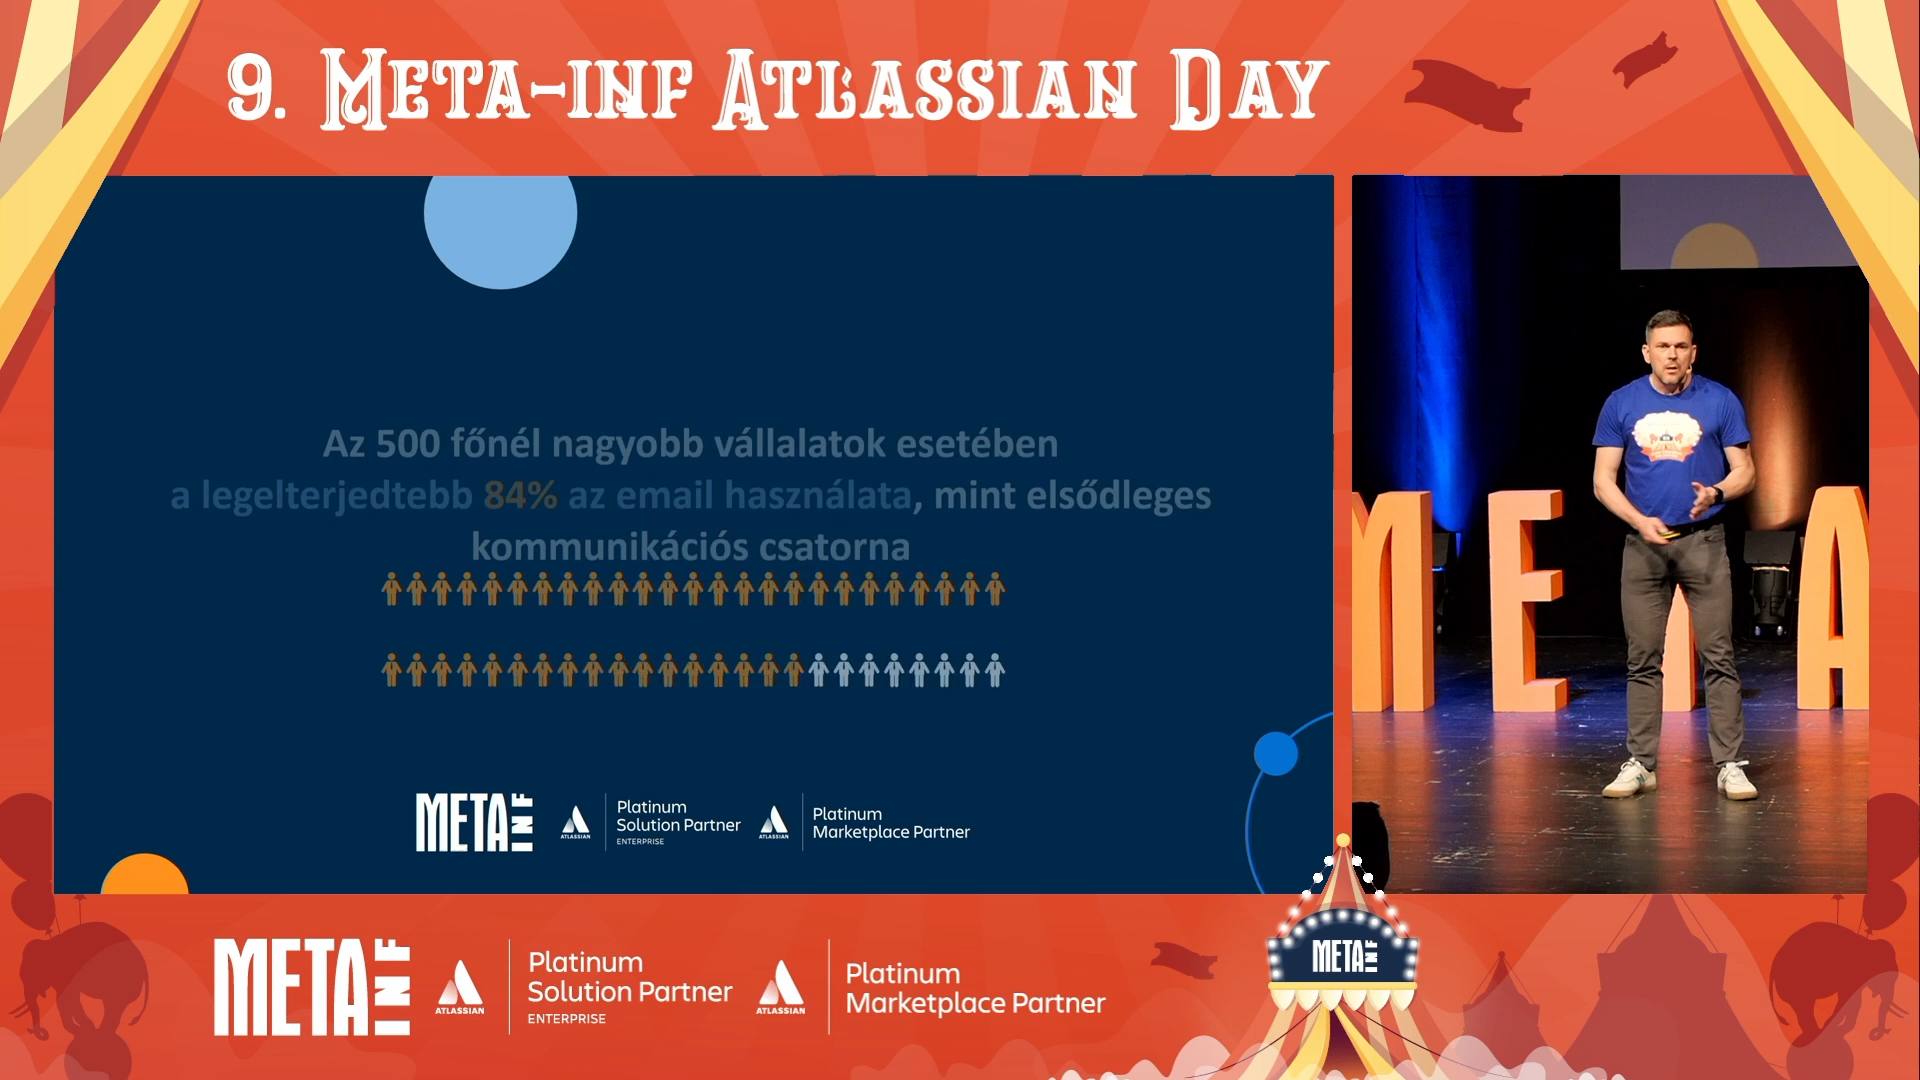 9. META-INF ATLASSIAN DAY
Az 500 főnél nagyobb vállalatok esetében
a legelterjedtebb 84% az email használata, mint elsődleges
kommunikációs csatorna
META INF
ATLASSIAN
Platinum
Solution Partner
ENTERPRISE
ATLASSIAN
Platinum
Marketplace Partner
META
META INF
ATLASSIAN
Platinum
Solution Partner
ENTERPRISE
ATLASSIAN
Platinum
Marketplace Partner
META INF